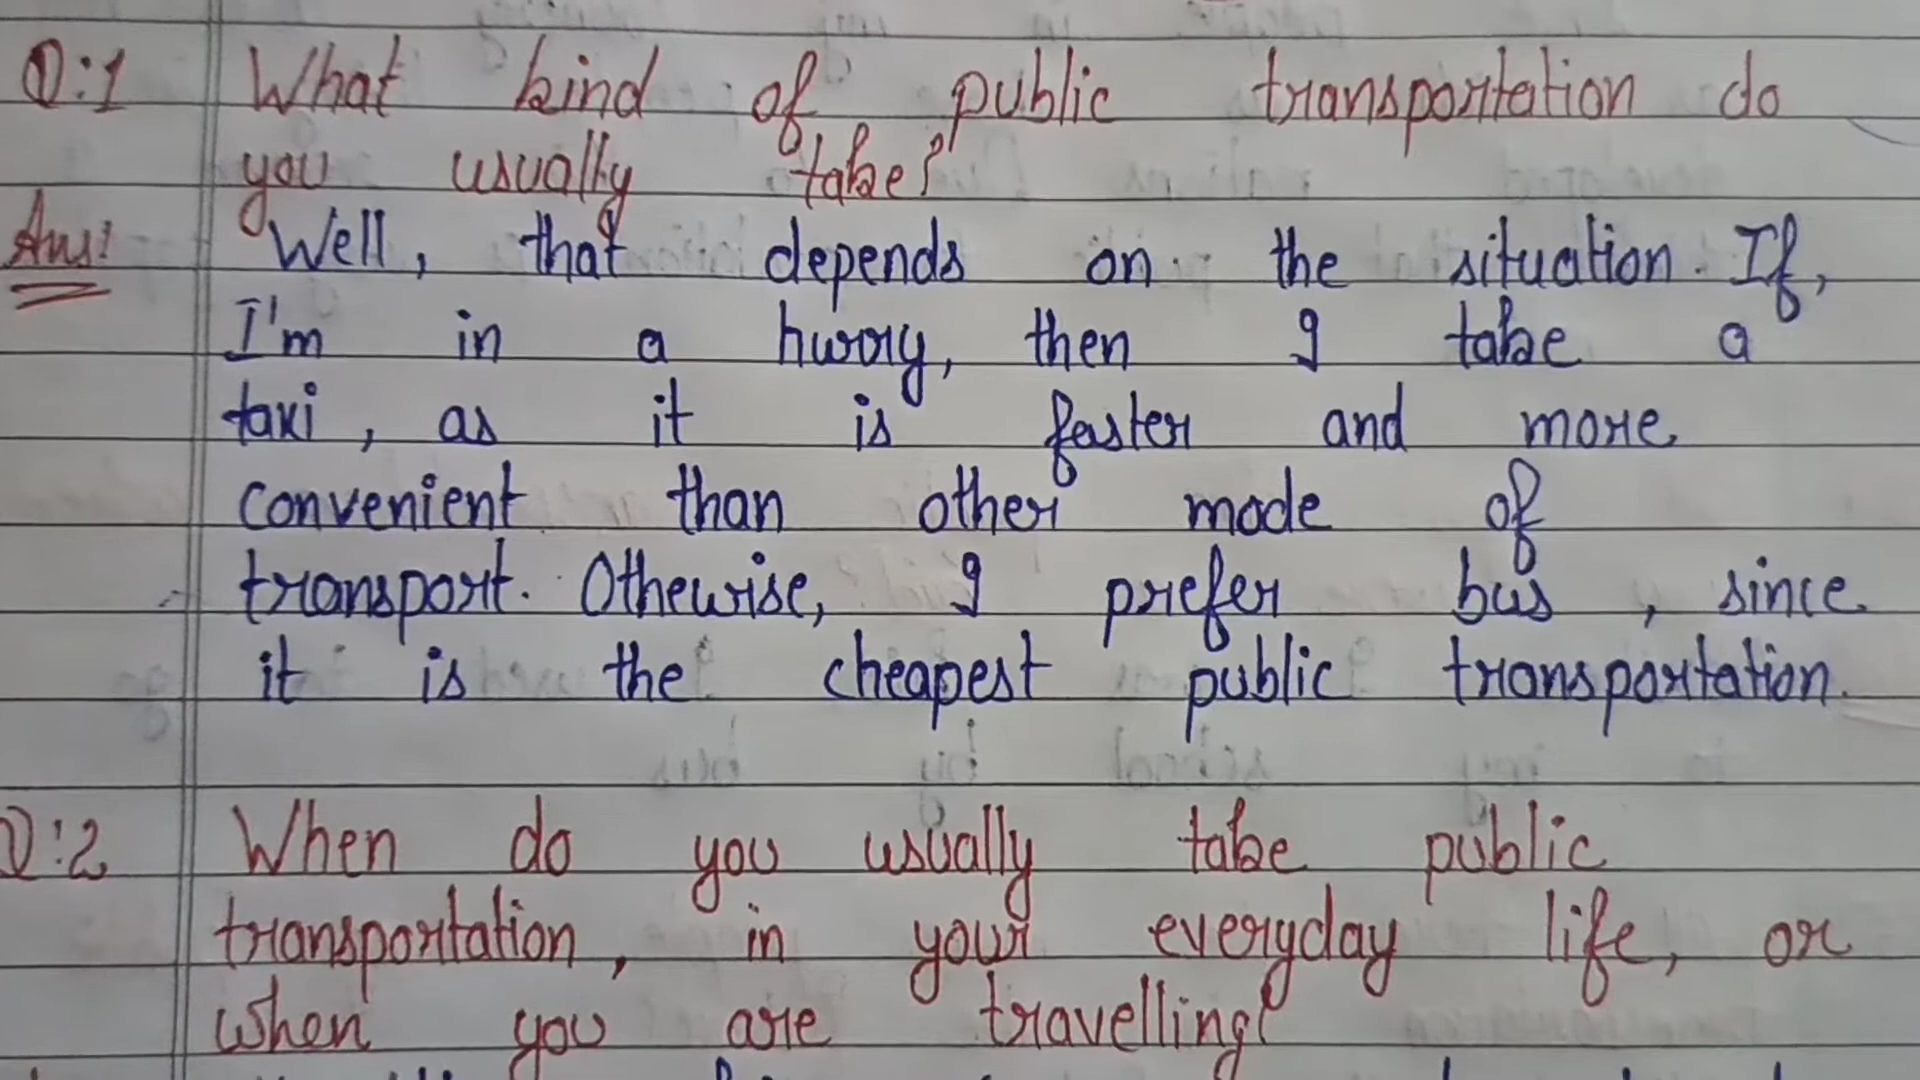 Q:1 What kind of public transportation do
you usually take?
Ans: Well, that depends on the situation. If,
I'm in a hurry, then I take a
taxi, as it is faster and more
convenient than other mode of
transport. Othewise, I prefer bus, since
it is the cheapest public transportation.
Q:2 When do you usually take public
transportation, in your everyday life, or
when you are travelling?